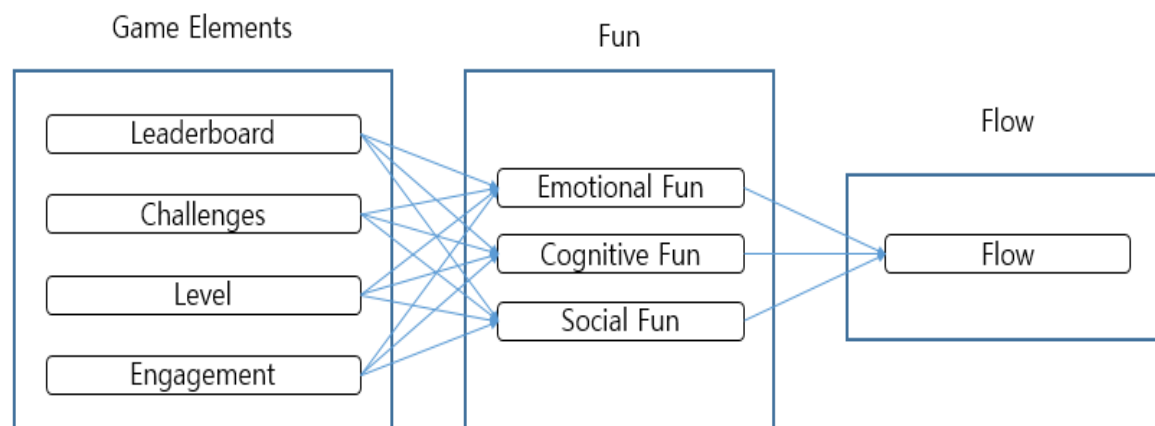 Game Elements
Leaderboard
Challenges
Level
Engagement
Fun
Emotional Fun
Cognitive Fun
Social Fun
Flow
Flow